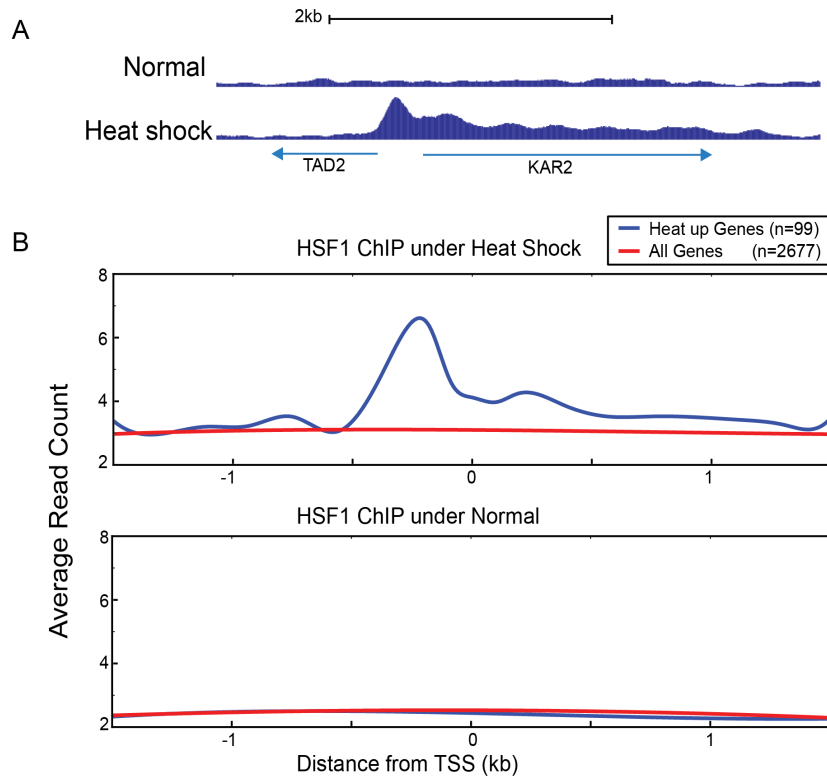 A
2kb
Normal
Heat shock
TAD2
KAR2
B
Heat up Genes (n=99)
All Genes (n=2677)
HSF1 ChIP under Heat Shock
8
6
4
2
-1
0
1
HSF1 ChIP under Normal
8
6
4
2
-1
0
1
Average Read Count
Distance from TSS (kb)